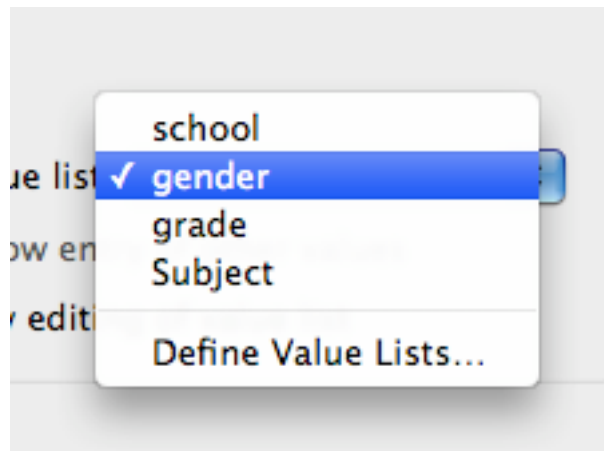 school
ue list ✓ gender
grade
ow en
Subject
editi
Define Value Lists...